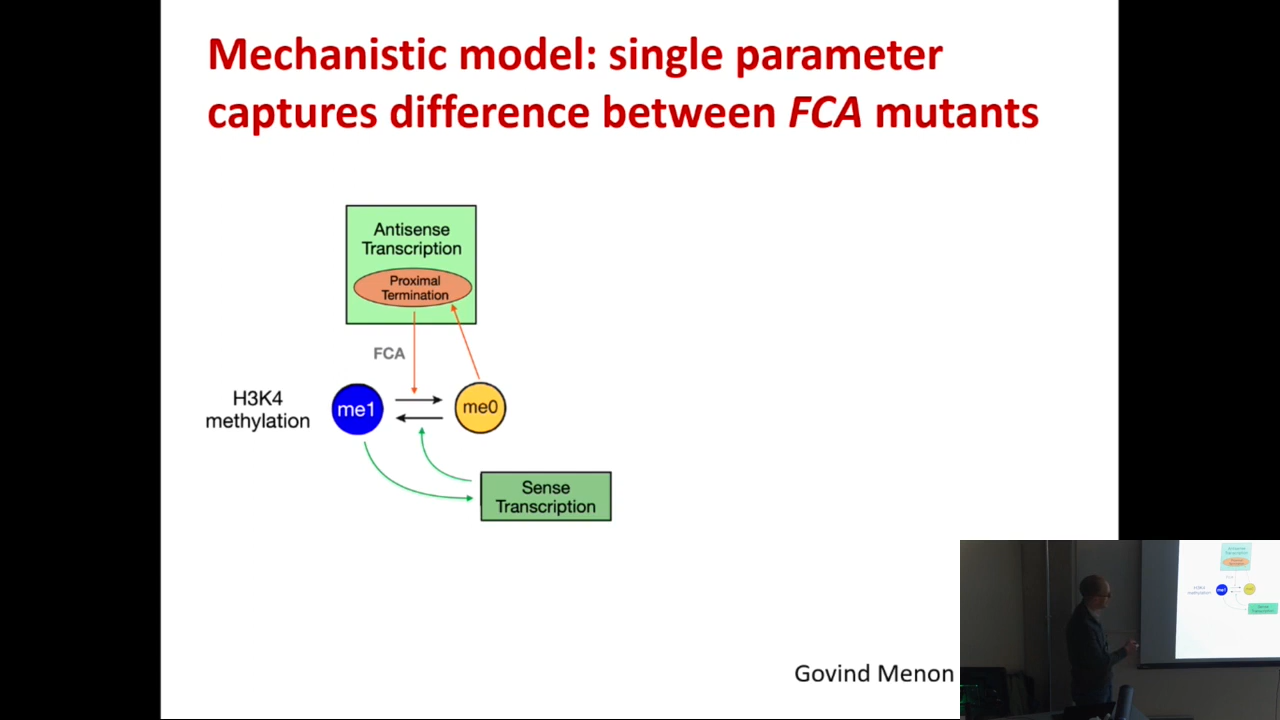 Mechanistic model: single parameter
captures difference between FCA mutants
Antisense
Transcription
Proximal
Termination
FCA
H3K4
methylation
me1
me0
Sense
Transcription
Govind Menon